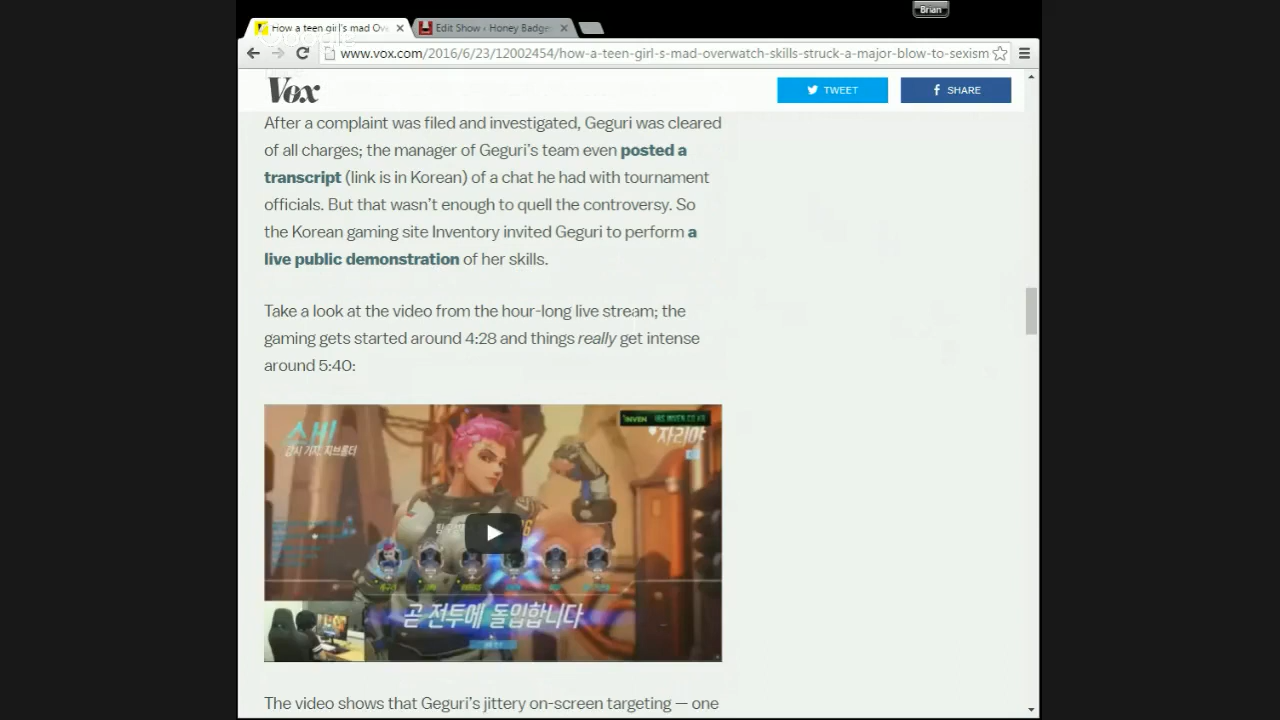 Brian
How a teen girl's mad Ov
Edit Show ‹ Honey Badge
www.vox.com/2016/6/23/12002454/how-a-teen-girl-s-mad-overwatch-skills-struck-a-major-blow-to-sexism
Vox
TWEET
SHARE
After a complaint was filed and investigated, Geguri was cleared
of all charges; the manager of Geguri's team even posted a
transcript (link is in Korean) of a chat he had with tournament
officials. But that wasn't enough to quell the controversy. So
the Korean gaming site Inventory invited Geguri to perform a
live public demonstration of her skills.
Take a look at the video from the hour-long live stream; the
gaming gets started around 4:28 and things really get intense
around 5:40:
INVEN
자리야
곧 전투에 돌입합니다
The video shows that Geguri's jittery on-screen targeting — one